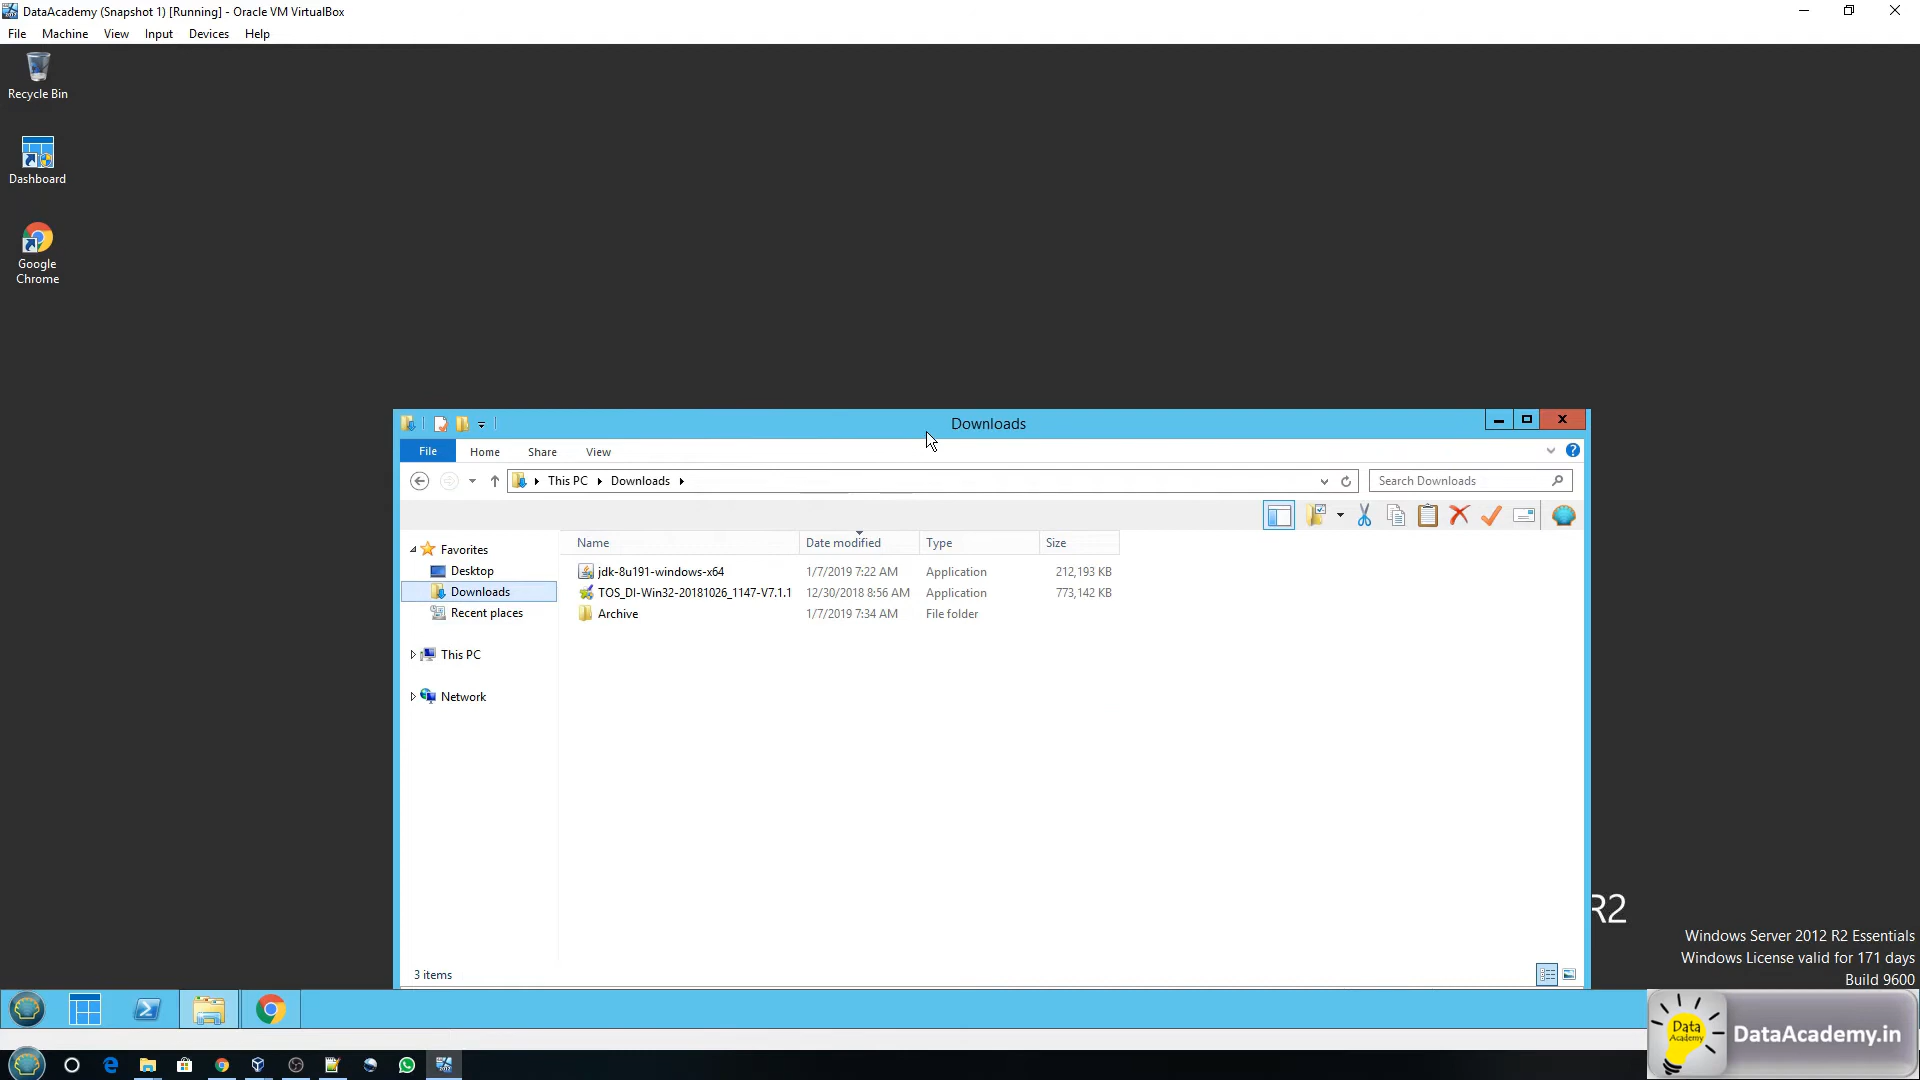 DataAcademy (Snapshot 1) [Running] - Oracle VM VirtualBox
File Machine View Input Devices Help
Recycle Bin
Dashboard
Google
Chrome
Downloads
File Home Share View
This PC Downloads
Search Downloads
Name Date modified Type Size
Favorites
Desktop
Downloads
Recent places
This PC
Network
jdk-8u191-windows-x64 1/7/2019 7:22 AM Application 212,193 KB
TOS_DI-Win32-20181026_1147-V7.1.1 12/30/2018 8:56 AM Application 773,142 KB
Archive 1/7/2019 7:34 AM File folder
3 items
R2
Windows Server 2012 R2 Essentials
Windows License valid for 171 days
Build 9600
Data
Academy
DataAcademy.in